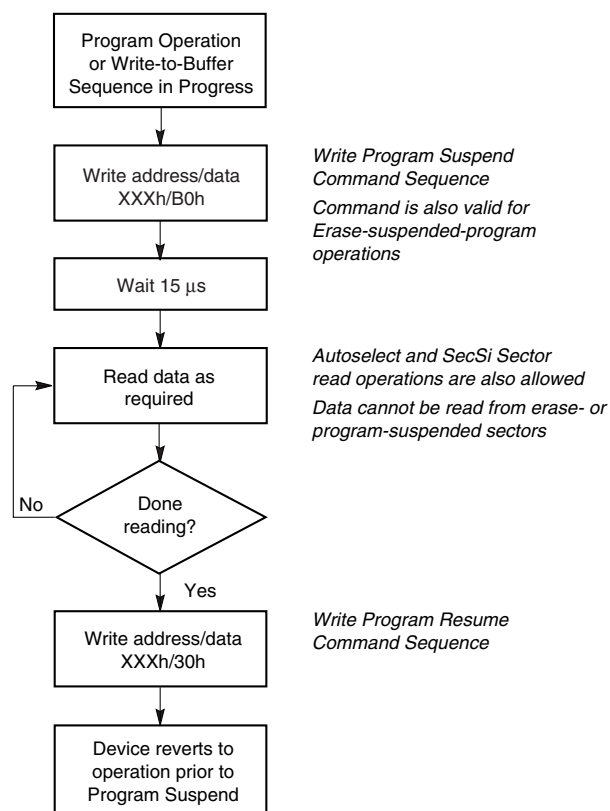 Program Operation
or Write-to-Buffer
Sequence in Progress
Write address/data
XXXh/B0h
Write Program Suspend
Command Sequence
Command is also valid for
Erase-suspended-program
operations
Wait 15 μs
Read data as
required
Autoselect and SecSi Sector
read operations are also allowed
Data cannot be read from erase- or
program-suspended sectors
No
Done
reading?
Yes
Write address/data
XXXh/30h
Write Program Resume
Command Sequence
Device reverts to
operation prior to
Program Suspend